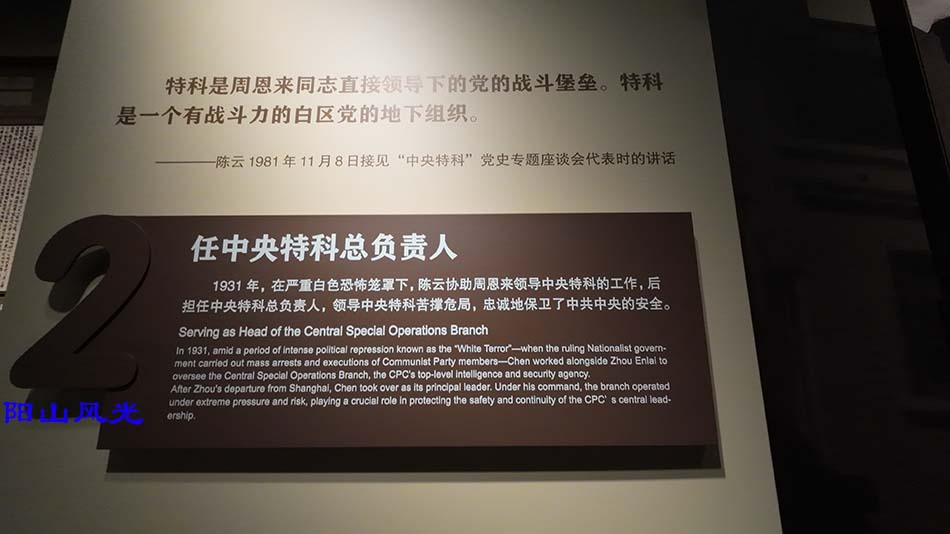 特科是周恩来同志直接领导下的党的战斗堡垒。特科
是一个有战斗力的白区党的地下组织。
————陈云1981年11月8日接见“中央特科”党史专题座谈会代表时的讲话
2
任中央特科总负责人
1931年，在严重白色恐怖笼罩下，陈云协助周恩来领导中央特科的工作，后
担任中央特科总负责人，领导中央特科苦撑危局，忠诚地保卫了中共中央的安全。
Serving as Head of the Central Special Operations Branch
In 1931, amid a period of intense political repression known as the “White Terror”—when the ruling Nationalist govern-
ment carried out mass arrests and executions of Communist Party members—Chen worked alongside Zhou Enlai to
oversee the Central Special Operations Branch, the CPC's top-level intelligence and security agency.
After Zhou's departure from Shanghai, Chen took over as its principal leader. Under his command, the branch operated
under extreme pressure and risk, playing a crucial role in protecting the safety and continuity of the CPC’s central lead-
ership.
阳山风光